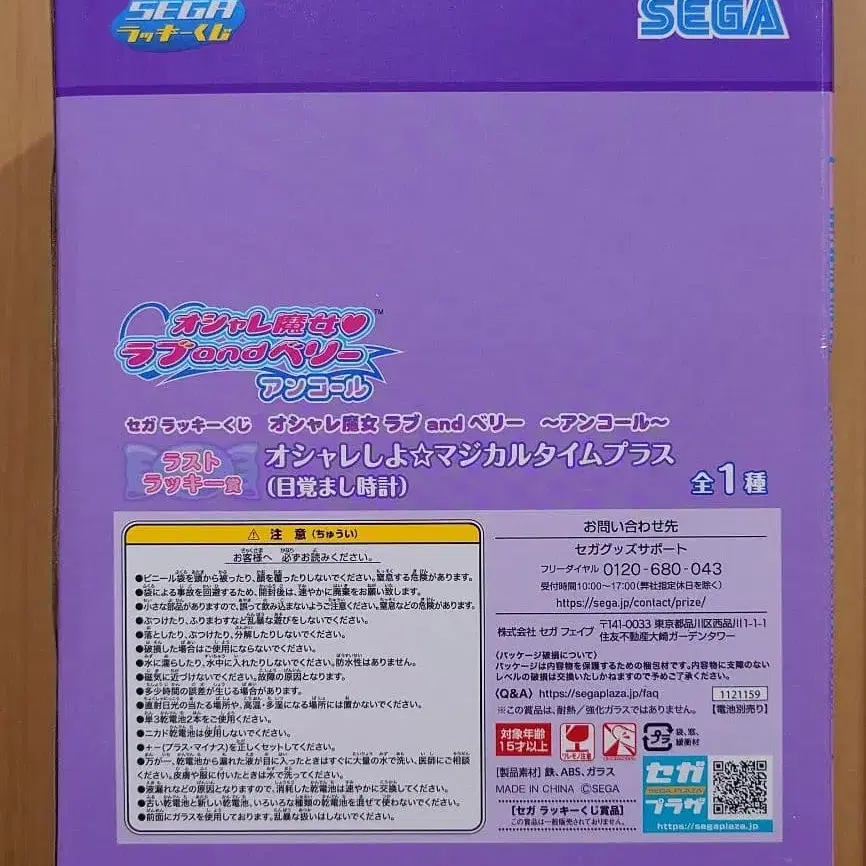 SEGA
ラッキーくじ
SEGA
オシャレ魔女♥
ラブandベリー
TM
アンコール
セガ ラッキーくじ オシャレ魔女 ラブ and ベリー ～アンコール～
ラスト
ラッキー賞
オシャレしよ☆マジカルタイムプラス
(目覚まし時計)
全1種
⚠ 注意(ちゅうい)
お客様へ 必ずお読みください。
●ビニール袋を頭から被ったり、顔を覆ったりしないでください。窒息する危険があります。
●袋による事故を回避するため、開封後は、速やかに廃棄をお願い致します。
●小さな部品がありますので、誤って飲み込まないようご注意ください。窒息などの危険があります。
●ぶつけたり、ふりまわすなど乱暴な遊びをしないでください。
●落としたり、ぶつけたり、分解したりしないでください。
●破損した場合はご使用にならないでください。
●水に濡らしたり、水中に入れたりしないでください。防水性はありません。
●磁気に近づけないでください。故障の原因となります。
●多少時間の誤差が生じる場合があります。
●直射日光の当たる場所や、高温・多湿になる場所には置かないでください。
●単3乾電池2本をご使用ください。
●ニカド乾電池は使用しないでください。
●+-(プラス・マイナス)を正しくセットしてください。
●万が一、乾電池から漏れた液が目に入ったときはすぐに大量の水で洗い、医師にご相談
ください。皮膚や服に付いたときは水で洗ってください。
●液漏れなどの原因となりますので、消耗した乾電池は速やかに交換してください。
●古い乾電池と新しい乾電池、いろいろな種類の乾電池を混ぜて使わないでください。
●前面にガラスを使用しております。乱暴な扱いはしないでください。
お問い合わせ先
セガグッズサポート
フリーダイヤル 0120-680-043
受付時間10:00～17:00(弊社指定休日を除く)
https://sega.jp/contact/prize/
株式会社 セガ フェイブ 〒141-0033 東京都品川区西品川1-1-1
住友不動産大崎ガーデンタワー
〈パッケージ破損について〉
パッケージは内容物を保護するための梱包材です。内容物に支障のない
レベルの破損は交換いたしかねますので予めご了承ください。
〈Q&A〉 https://segaplaza.jp/faq
1121159
※この賞品は、耐熱／強化ガラスではありません。
【電池別売り】
対象年齢
15才以上
ワレモノ注意
プラ
袋、窓、
緩衝材
[製品素材] 鉄、ABS、ガラス
MADE IN CHINA ©SEGA
[セガ ラッキーくじ賞品]
この賞品は一般販売されておりません。
セガ
SEGA PLAZA
プラザ
https://segaplaza.jp